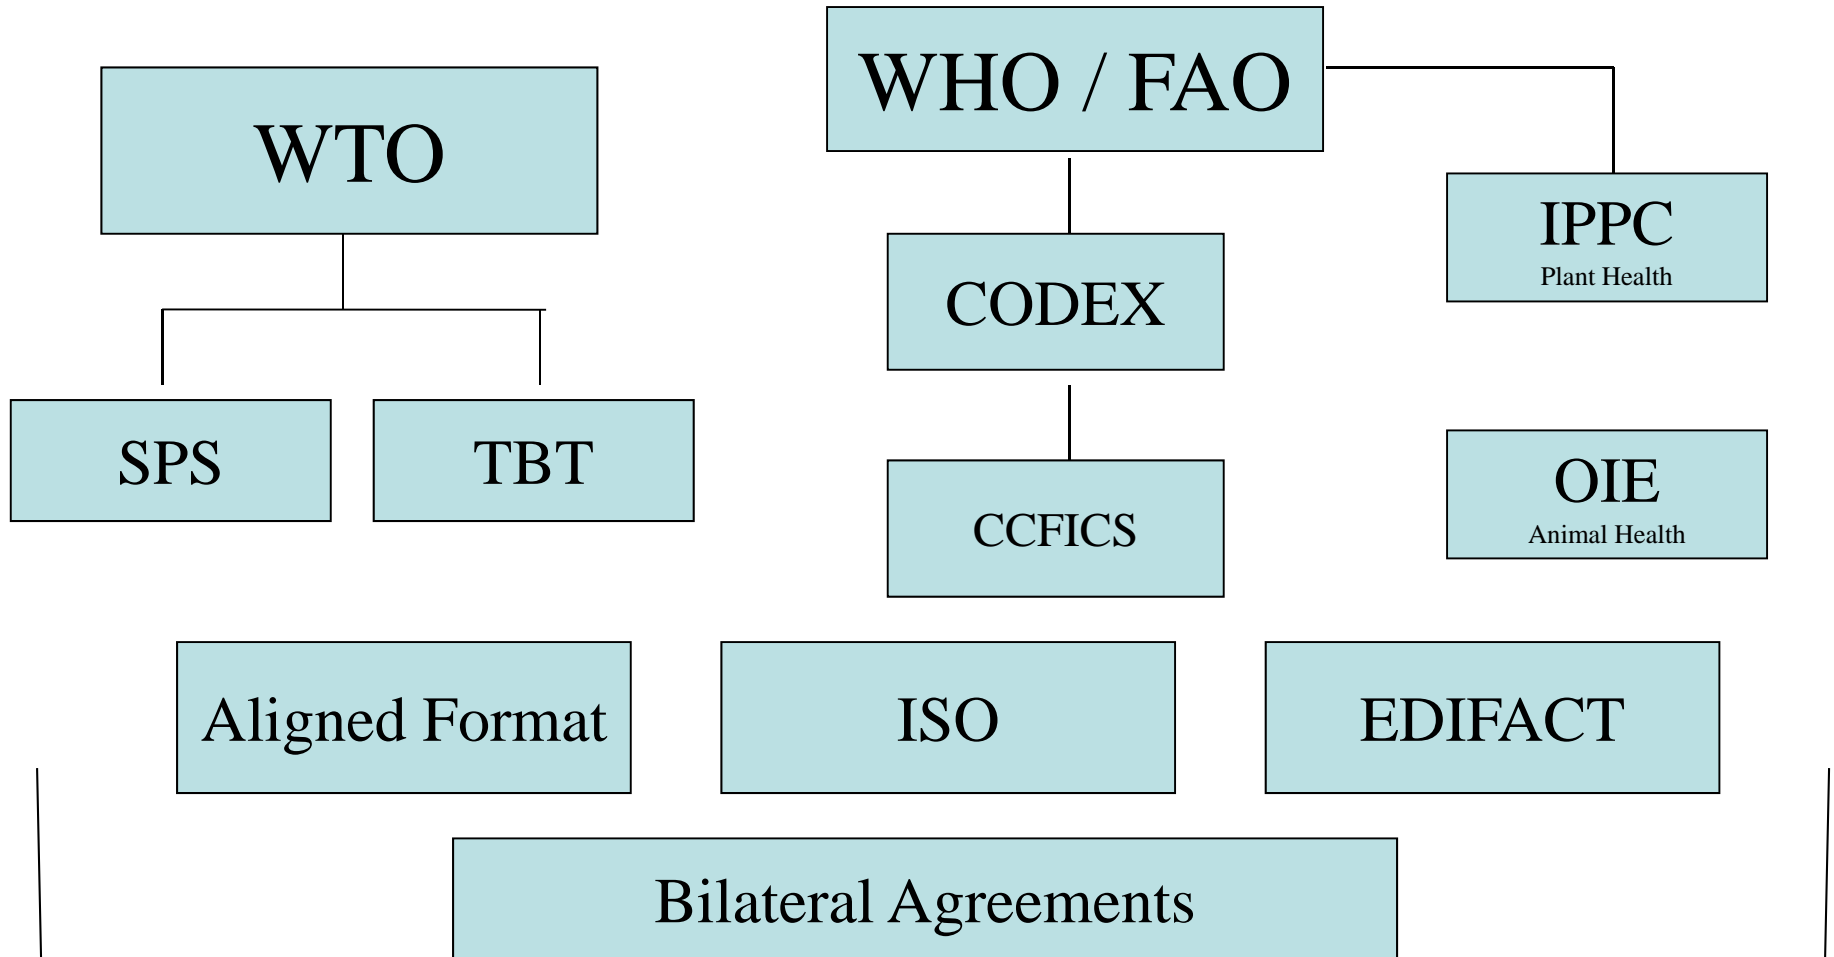 WHO / FAO
WTO
IPPC
Plant Health
CODEX
SPS
TBT
CCFICS
OIE
Animal Health
Aligned Format
ISO
EDIFACT
Bilateral Agreements